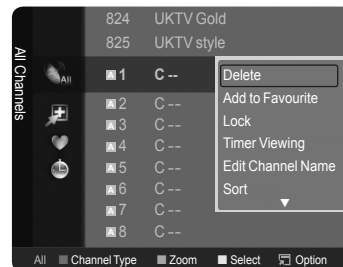 824 UKTV Gold
825 UKTV style
All Channels
All
A 1 C --
A 2 C --
A 3 C --
A 4 C --
A 5 C --
A 6 C --
A 7 C --
A 8 C --
Delete
Add to Favourite
Lock
Timer Viewing
Edit Channel Name
Sort
All Channel Type Zoom Select Option